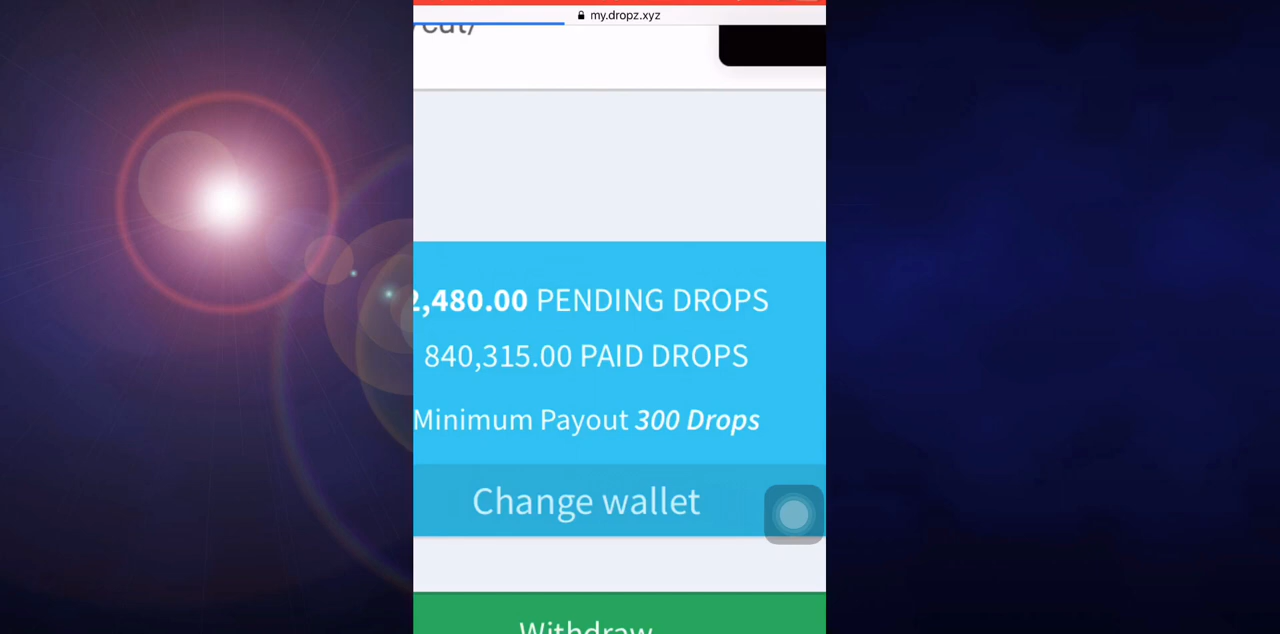 my.dropz.xyz
2,480.00 PENDING DROPS
840,315.00 PAID DROPS
Minimum Payout 300 Drops
Change wallet
Withdraw